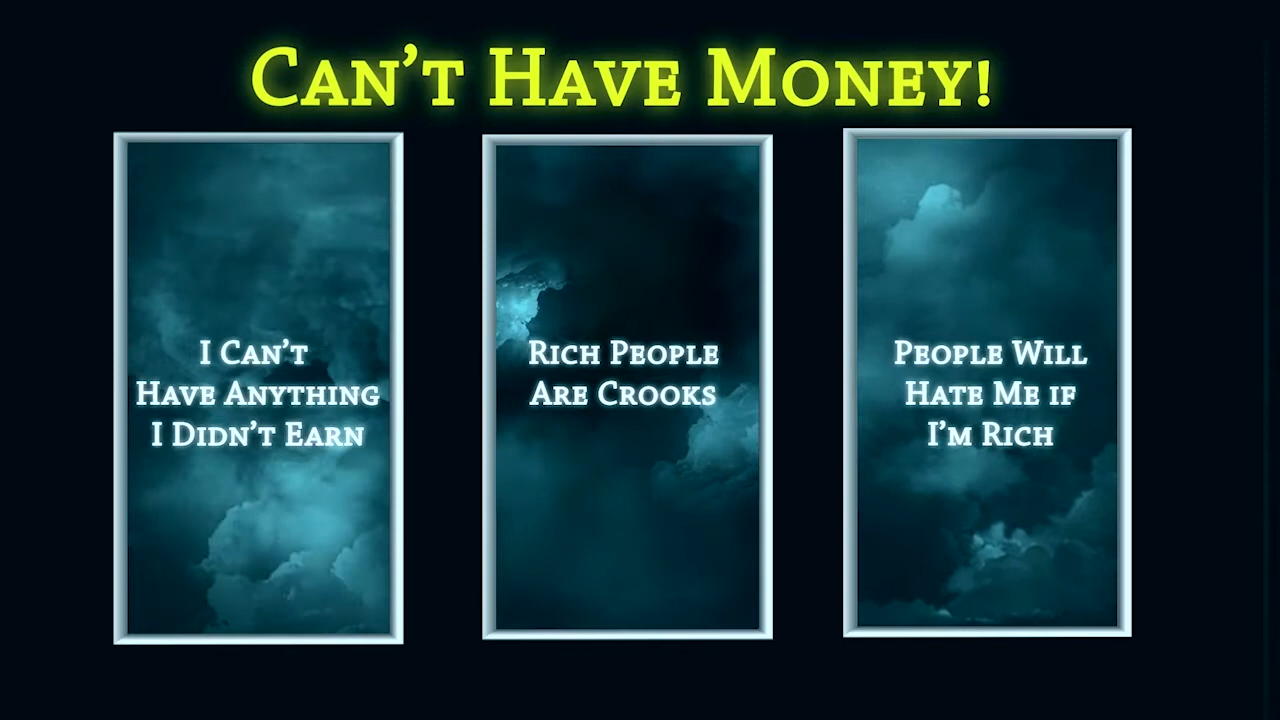 Can't Have Money!
I Can't
Have Anything
I Didn't Earn
Rich People
Are Crooks
People Will
Hate Me if
I'm Rich